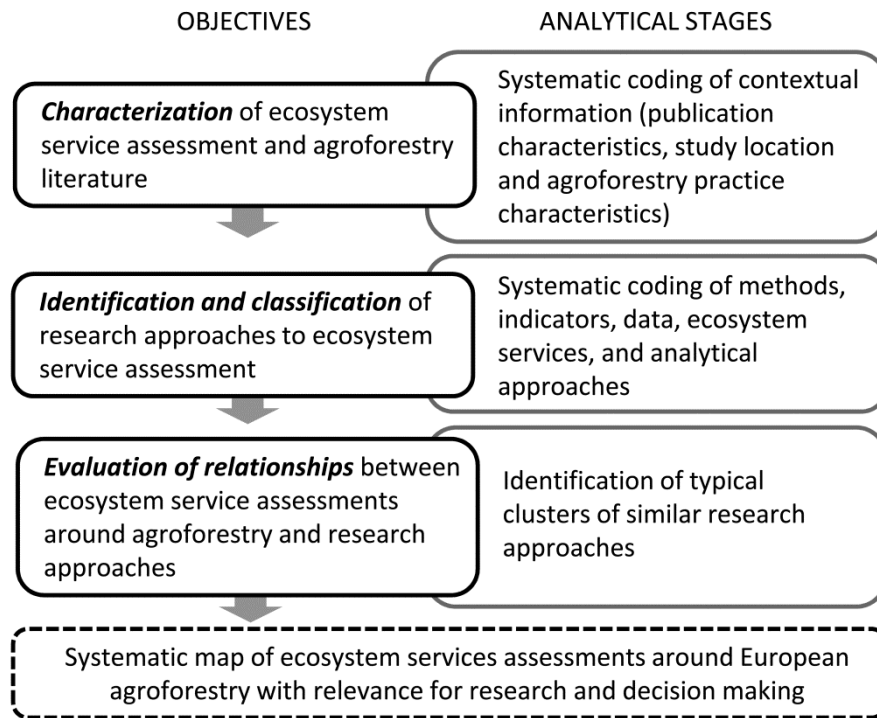 OBJECTIVES
ANALYTICAL STAGES
Characterization of ecosystem
service assessment and agroforestry
literature
Systematic coding of contextual
information (publication
characteristics, study location
and agroforestry practice
characteristics)
Identification and classification of
research approaches to ecosystem
service assessment
Systematic coding of methods,
indicators, data, ecosystem
services, and analytical
approaches
Evaluation of relationships between
ecosystem service assessments
around agroforestry and research
approaches
Identification of typical
clusters of similar research
approaches
Systematic map of ecosystem services assessments around European
agroforestry with relevance for research and decision making